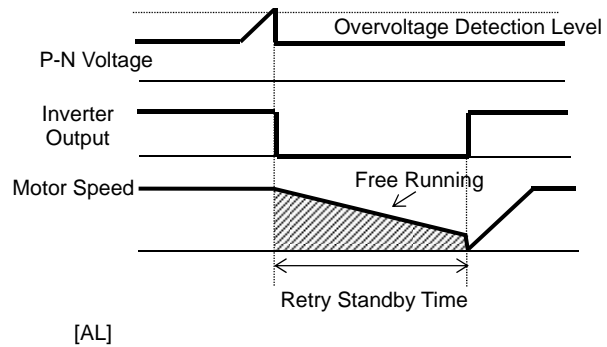 Overvoltage Detection Level
P-N Voltage
Inverter
Output
Motor Speed
Free Running
Retry Standby Time
[AL]